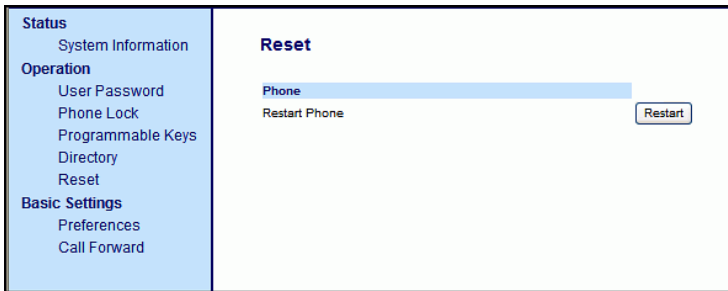 Status
System Information
Operation
User Password
Phone Lock
Programmable Keys
Directory
Reset
Basic Settings
Preferences
Call Forward
Reset
Phone
Restart Phone
Restart